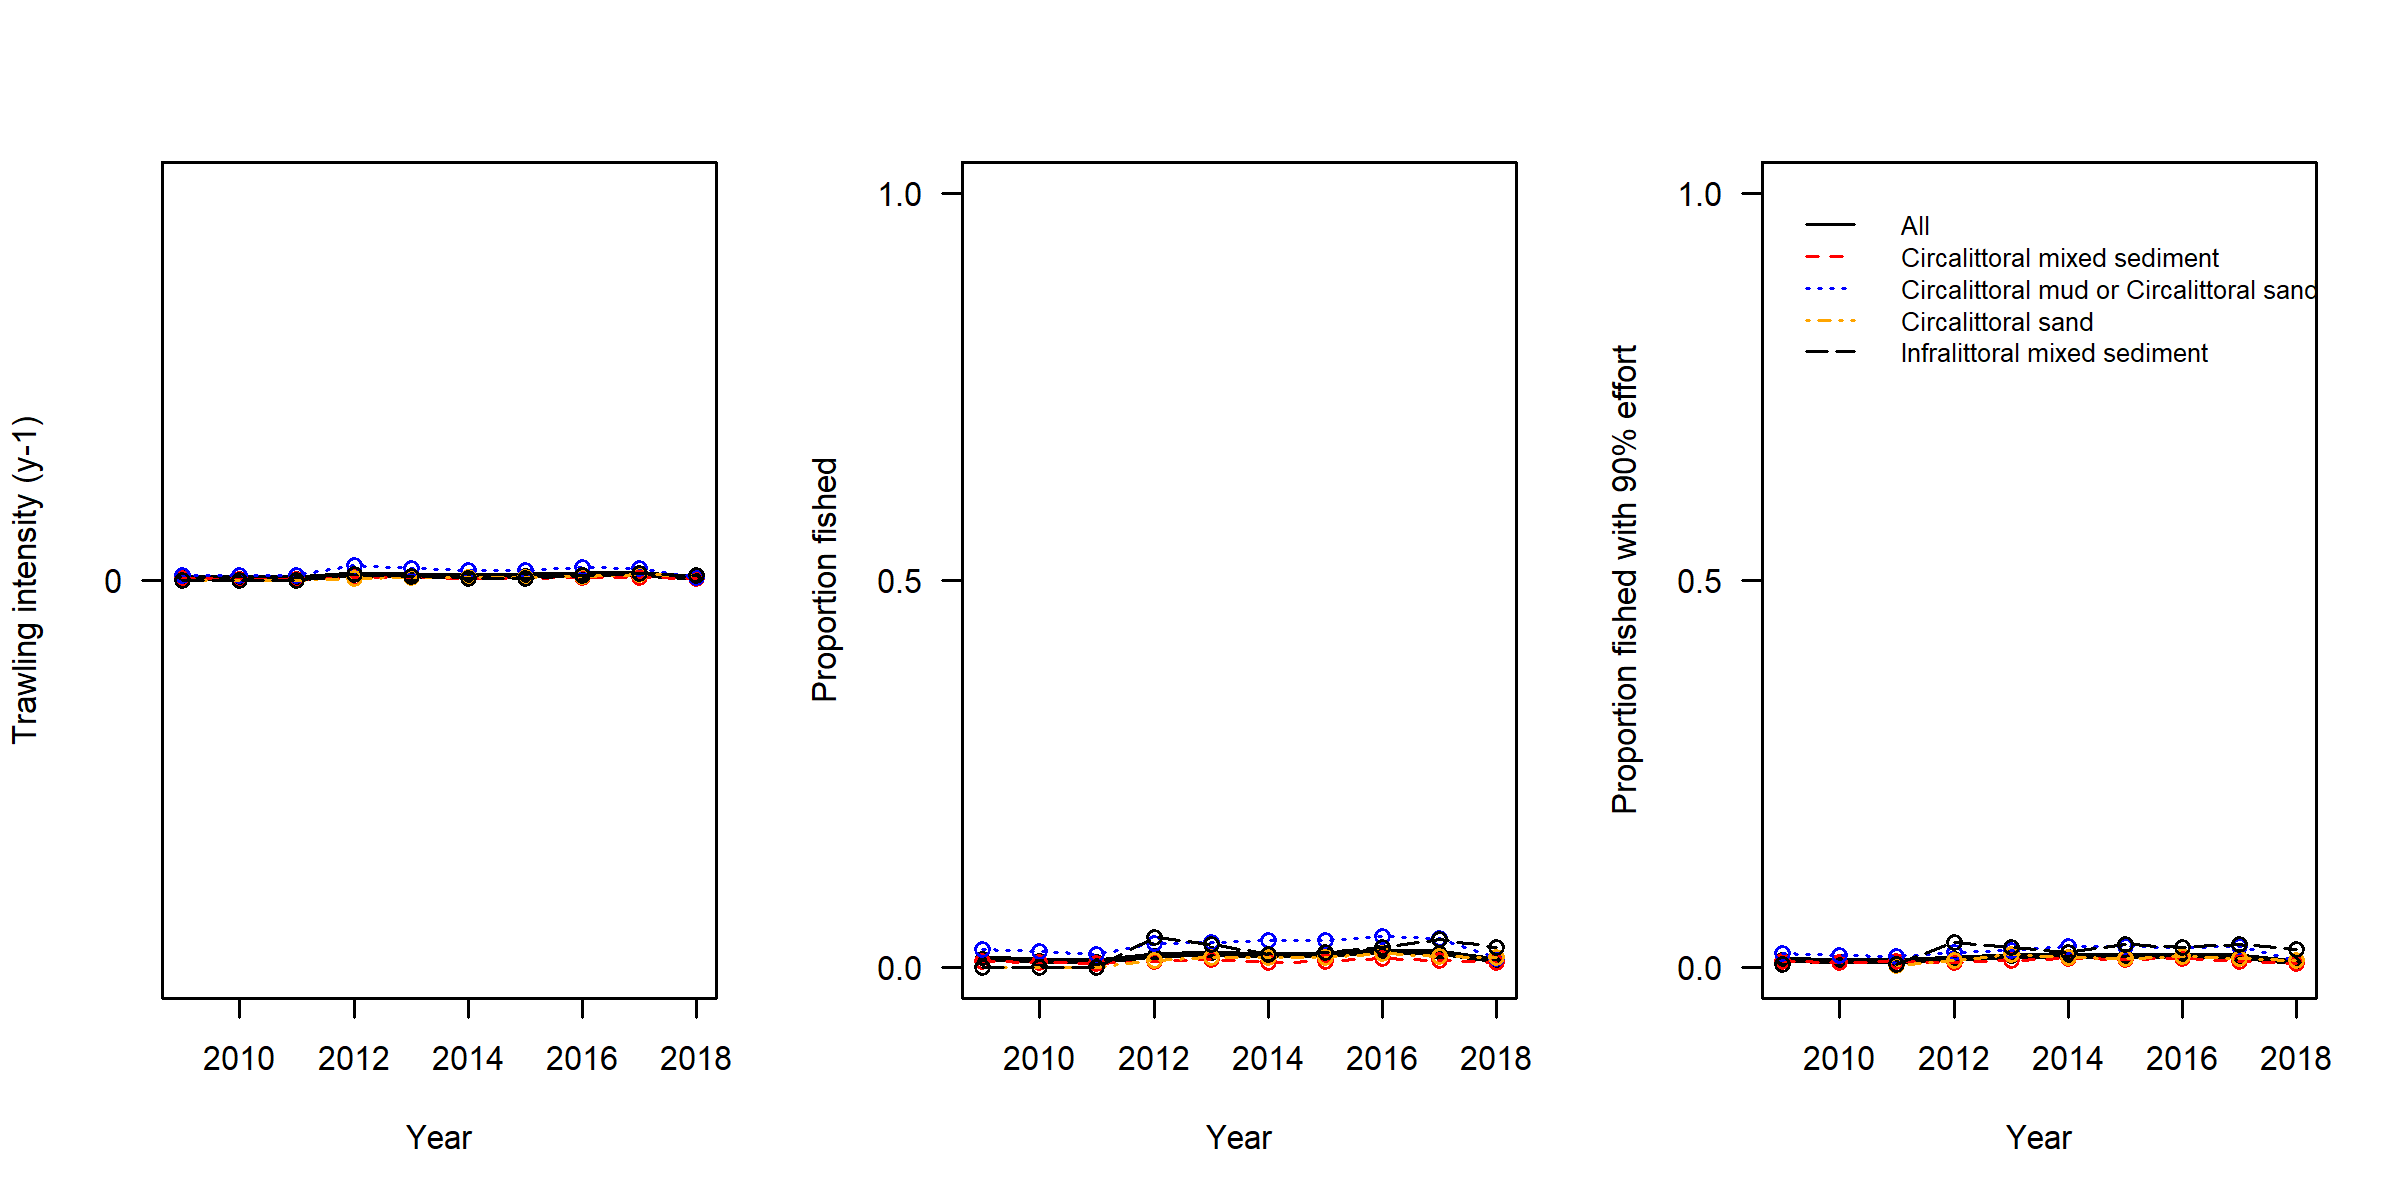 Trawling intensity (y-1)
0
2010 2012 2014 2016 2018
Year
Proportion fished
1.0
0.5
0.0
2010 2012 2014 2016 2018
Year
Proportion fished with 90% effort
1.0
0.5
0.0
All
Circalittoral mixed sediment
Circalittoral mud or Circalittoral sand
Circalittoral sand
Infralittoral mixed sediment
2010 2012 2014 2016 2018
Year